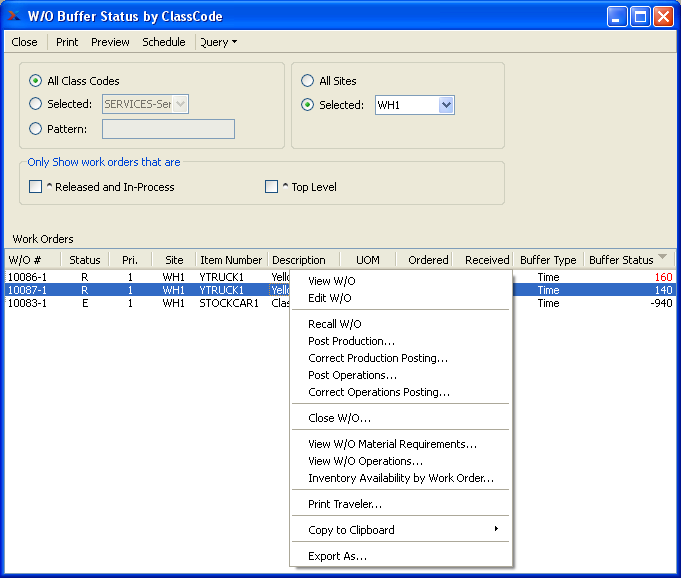 W/O Buffer Status by ClassCode
Close Print Preview Schedule Query
All Class Codes
Selected: SERVICES-Ser
Pattern:
All Sites
Selected: WH1
Only Show work orders that are
^ Released and In-Process
^ Top Level
Work Orders
W/O # Status Pri. Site Item Number Description UOM Ordered Received Buffer Type Buffer Status
10086-1 R 1 WH1 YTRUCK1 Yello Time 160
10087-1 R 1 WH1 YTRUCK1 Yello Time 140
10083-1 E 1 WH1 STOCKCAR1 Clas Time -940
View W/O
Edit W/O
Recall W/O
Post Production...
Correct Production Posting...
Post Operations...
Correct Operations Posting...
Close W/O...
View W/O Material Requirements...
View W/O Operations...
Inventory Availability by Work Order...
Print Traveler...
Copy to Clipboard
Export As...